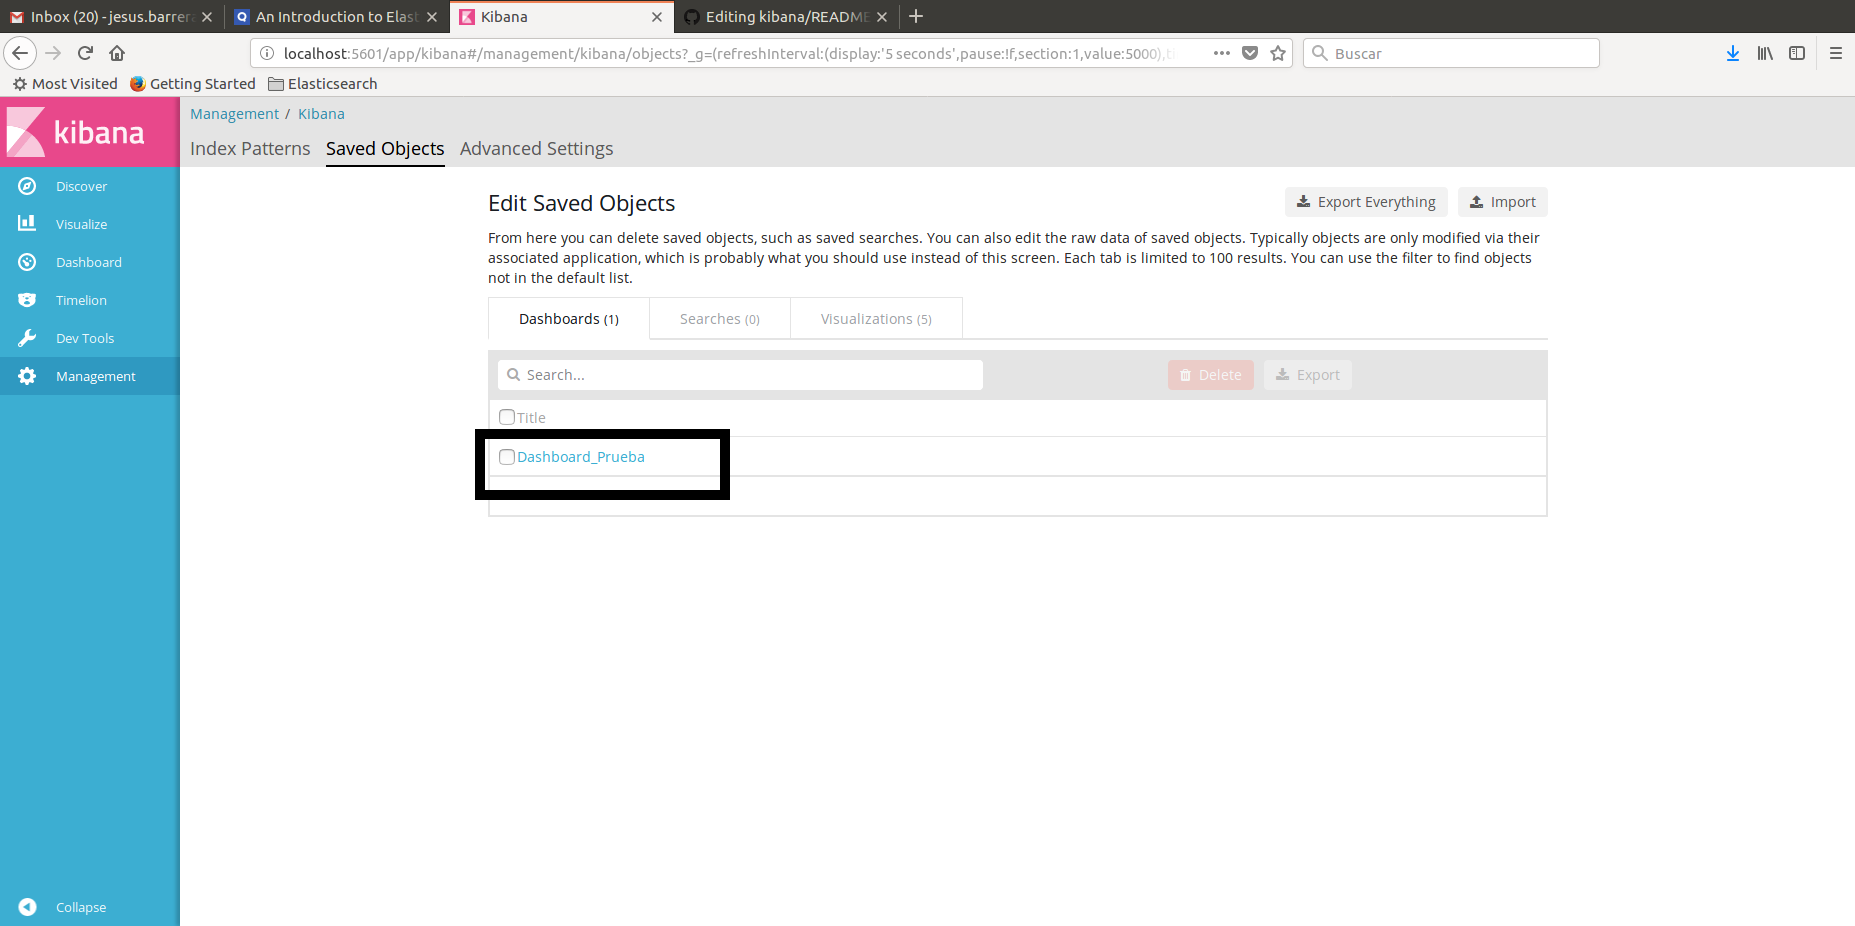 Inbox (20) - jesus.barrera
An Introduction to Elast
Kibana
Editing kibana/README
localhost:5601/app/kibana#/management/kibana/objects?_g=(refreshInterval:(display:'5 seconds',pause:!f,section:1,value:5000),ti
Buscar
Most Visited
Getting Started
Elasticsearch
kibana
Management / Kibana
Index Patterns
Saved Objects
Advanced Settings
Discover
Visualize
Dashboard
Timelion
Dev Tools
Management
Collapse
Edit Saved Objects
Export Everything
Import
From here you can delete saved objects, such as saved searches. You can also edit the raw data of saved objects. Typically objects are only modified via their
associated application, which is probably what you should use instead of this screen. Each tab is limited to 100 results. You can use the filter to find objects
not in the default list.
Dashboards (1)
Searches (0)
Visualizations (5)
Search...
Delete
Export
Title
Dashboard_Prueba